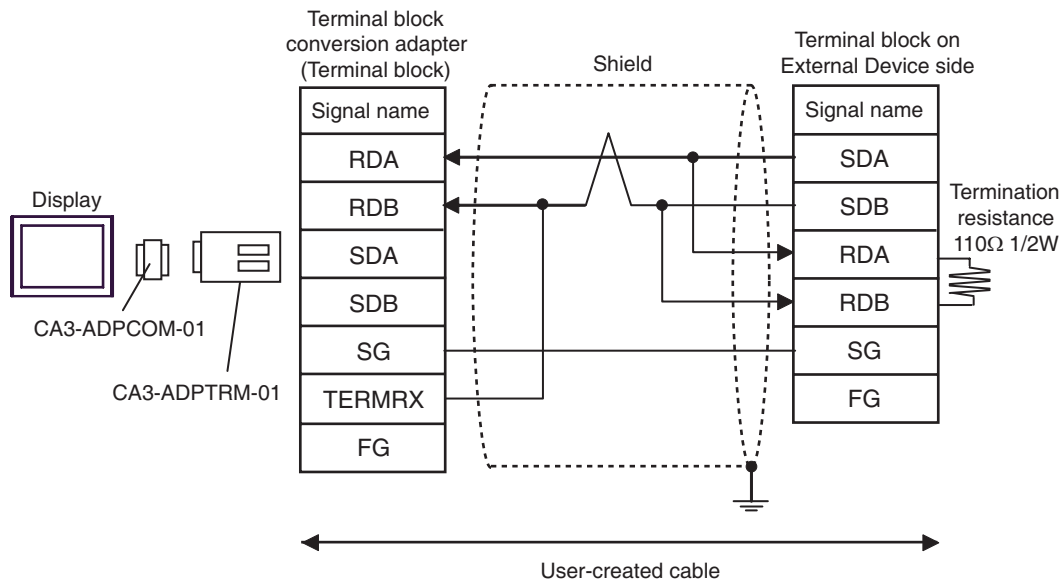 Terminal block
conversion adapter
(Terminal block)
Signal name
RDA
RDB
SDA
SDB
SG
TERMRX
FG
Display
CA3-ADPCOM-01
CA3-ADPTRM-01
Shield
Terminal block on
External Device side
Signal name
SDA
SDB
RDA
RDB
SG
FG
Termination
resistance
110Ω 1/2W
User-created cable